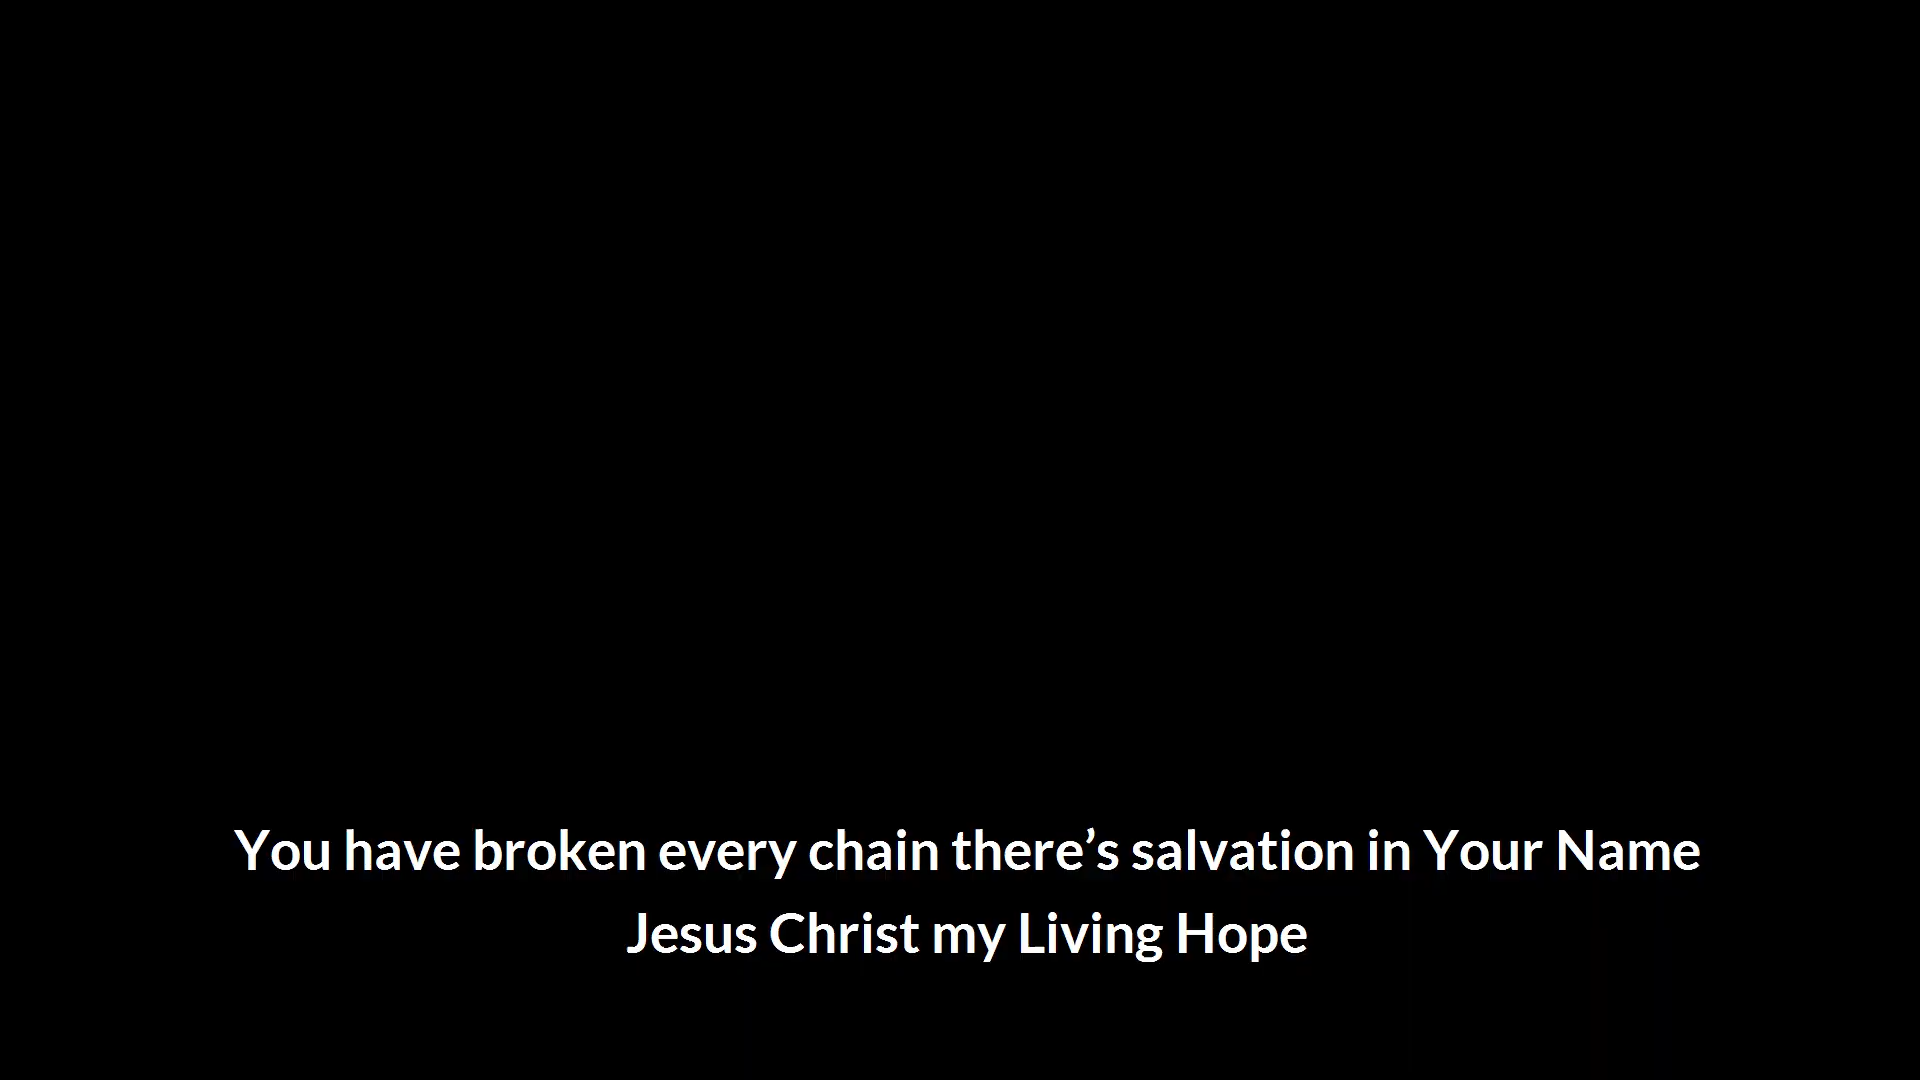 You have broken every chain there’s salvation in Your Name
Jesus Christ my Living Hope